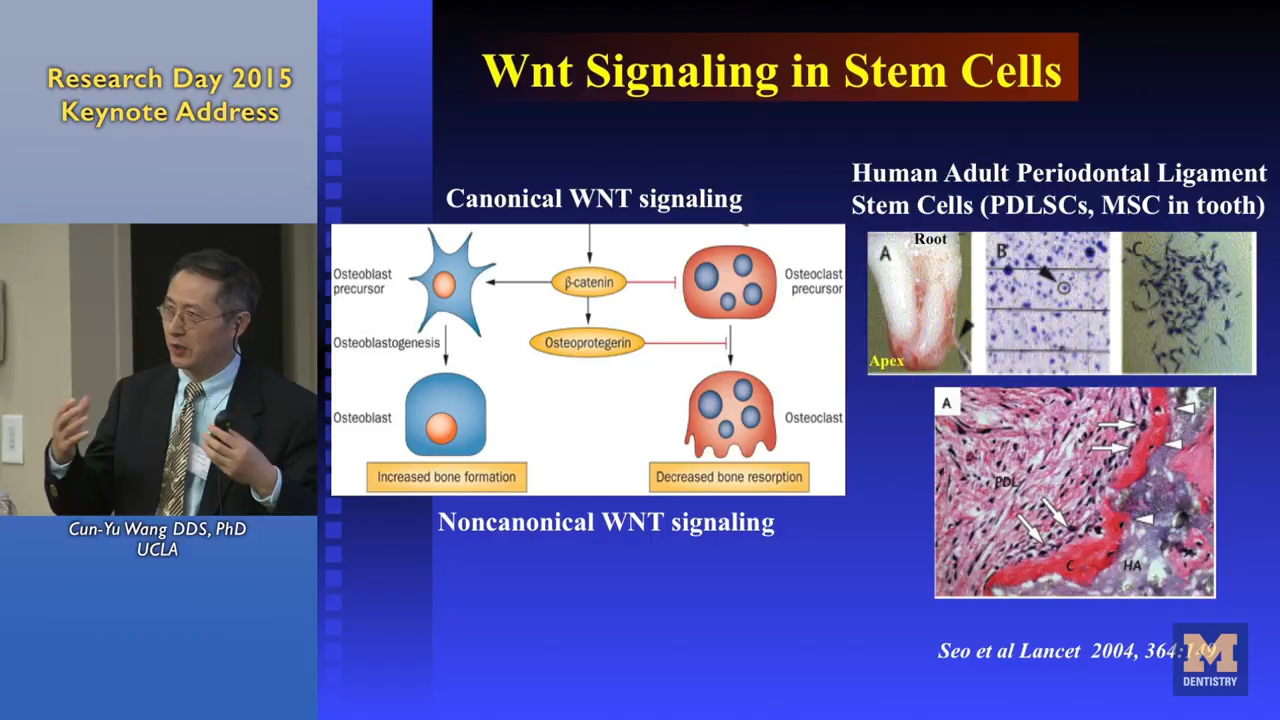 Research Day 2015
Keynote Address
Cun-Yu Wang DDS, PhD
UCLA
Wnt Signaling in Stem Cells
Canonical WNT signaling
Osteoblast
precursor
β-catenin
Osteoclast
precursor
Osteoblastogenesis
Osteoprotegerin
Osteoblast
Osteoclast
Increased bone formation
Decreased bone resorption
Noncanonical WNT signaling
Human Adult Periodontal Ligament
Stem Cells (PDLSCs, MSC in tooth)
A
Root
B
C
Apex
A
PDL
C
HA
Seo et al Lancet 2004, 364:149
M
DENTISTRY